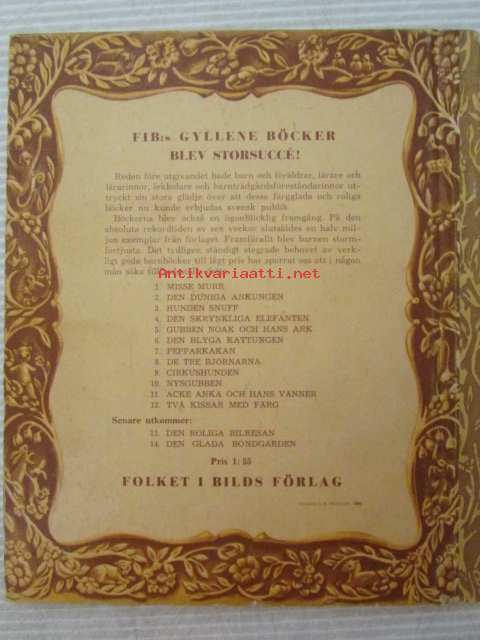 FIB:s GYLLENE BÖCKER
BLEV STORSUCCÉ!
Redan före utgivandet hade barn och föräldrar, lärare och
lärarinnor, lekledare och barnträdgårdsföreståndarinnor ut-
tryckt sin stora glädje över att dessa färgglada och roliga
böcker nu kunde erbjudas svensk publik.
Böckerna blev också en ögonblicklig framgång. På den
absoluta rekordtiden av sex veckor slutsåldes en halv mil-
jon exemplar från förlaget. Framförallt blev barnen storm-
förtjusta. Det tydligen ständigt stegrade behovet av verk-
ligt goda barnböcker till lågt pris har sporrat oss att i någon
mån söka
Antikvariaatti.net
1. MISSE MURR
2. DEN DUNIGA ANKUNGEN
3. HUNDEN SNUFF
4. DEN SKRYNKLIGA ELEFANTEN
5. GUBBEN NOAK OCH HANS ARK
6. DEN BLYGA KATTUNGEN
7. PEPPARKAKAN
8. DE TRE BJÖRNARNA
9. CIRKUSHUNDEN
10. NYSGUBBEN
11. ACKE ANKA OCH HANS VÄNNER
12. TVÅ KISSAR MED FÄRG
Senare utkommer:
13. DEN ROLIGA BILRESAN
14. DEN GLADA BONDGÅRDEN
Pris 1: 55
FOLKET I BILDS FÖRLAG